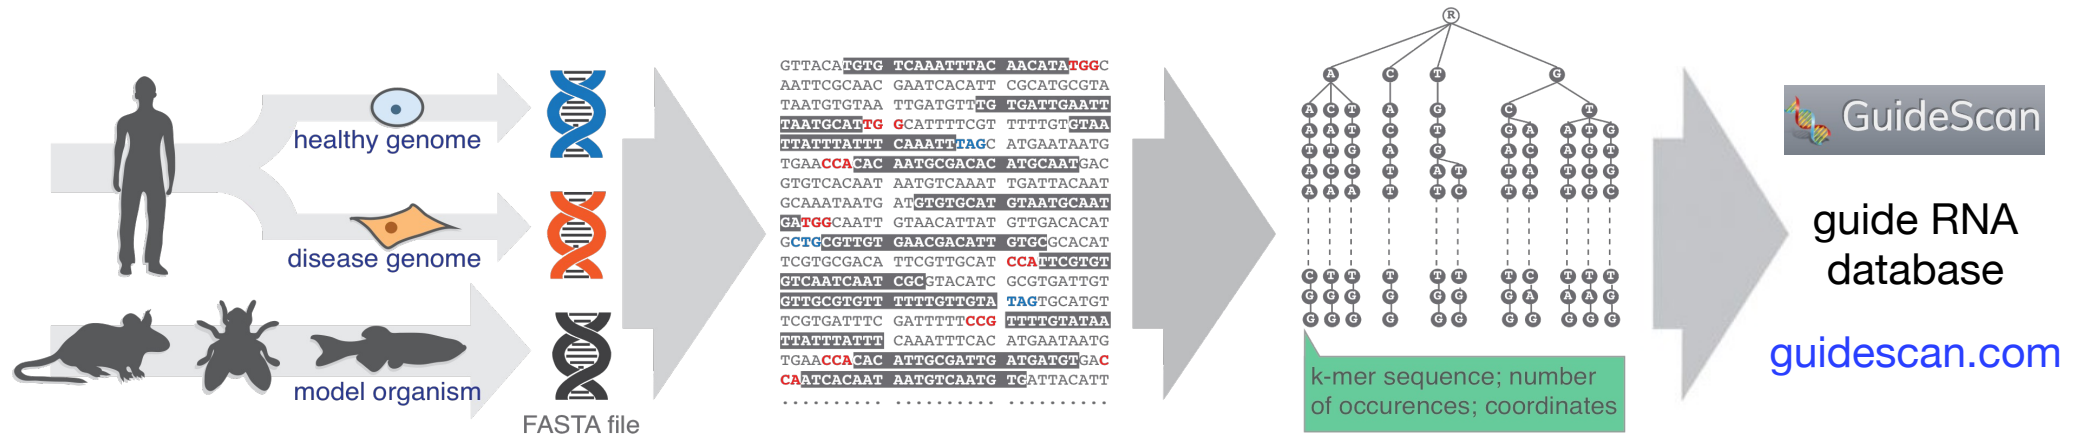 healthy genome
disease genome
model organism
FASTA file
GTTACATGTG TCAAATTTAC AACATATGGC
AATTCGCAAC GAATCACATT CGCATGCGTA
TAATGTGTAA TTGATGTTTG TGATTGAATT
TAATGCATTG GCATTTTCGT TTTTGTGTAA
TTATTTATTT CAAATTTAGC ATGAATAATG
TGAACCACAC AATGCGACAC ATGCAATGAC
GTGTCACAAT AATGTCAAAT TGATTACAAT
GCAAATAATG ATGTGTGCAT GTAATGCAAT
GATGGCAATT GTAACATTAT GTTGACACAT
GCTGCGTTGT GAACGACATT GTGCGCACAT
TCGTGCGACA TTCGTTGCAT CCATTCGTGT
GTCAATCAAT CGCGTACATC GCGTGATTGT
GTTGCGTGTT TTTTGTTGTA TAGTGCATGT
TCGTGATTTC GATTTTTCCG TTTTGTATAA
TTATTTATTT CAAATTTCAC ATGAATAATG
TGAACCACAC ATTGCGATTG ATGATGTGAC
CAATCACAAT AATGTCAATG TGATTACATT
.......... .......... ..........
R
A C T G
A C T A G C T
A A T C T G A A T G
A T G A G A C A G T
T A C T A T T A T C G
A C A T T C T A G C C
C G T T T T T C T T T
G G G G G G G A A A G
G G G G G G G G G G G
k-mer sequence; number
of occurences; coordinates
GuideScan
guide RNA
database
guidescan.com